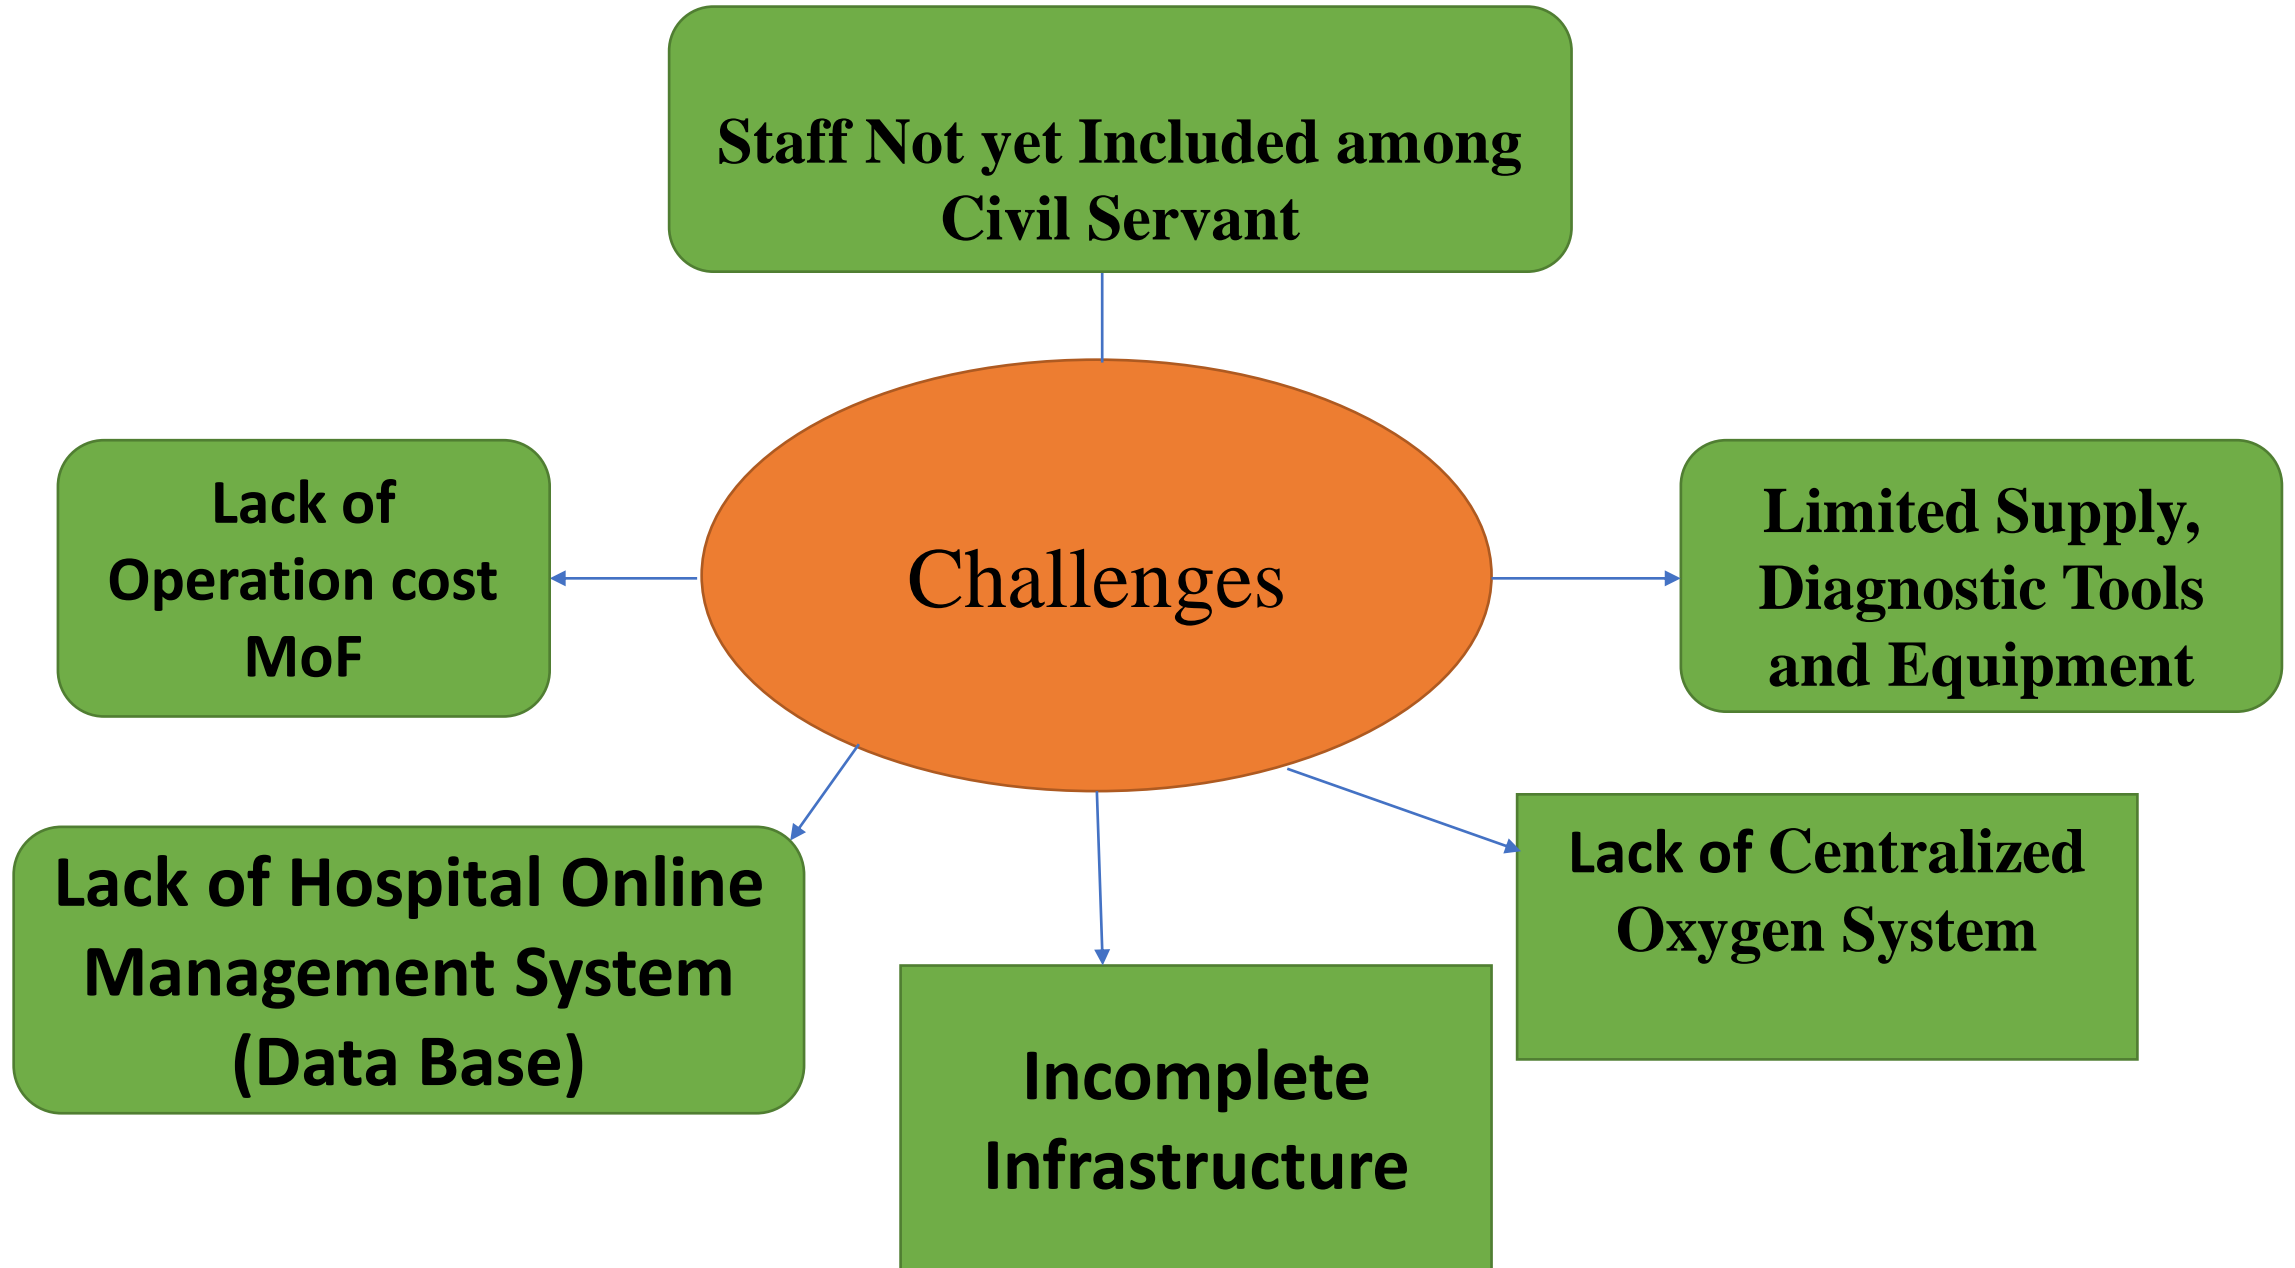 Staff Not yet Included among
Civil Servant
Lack of
Operation cost
MoF
Challenges
Limited Supply,
Diagnostic Tools
and Equipment
Lack of Hospital Online
Management System
(Data Base)
Incomplete
Infrastructure
Lack of Centralized
Oxygen System